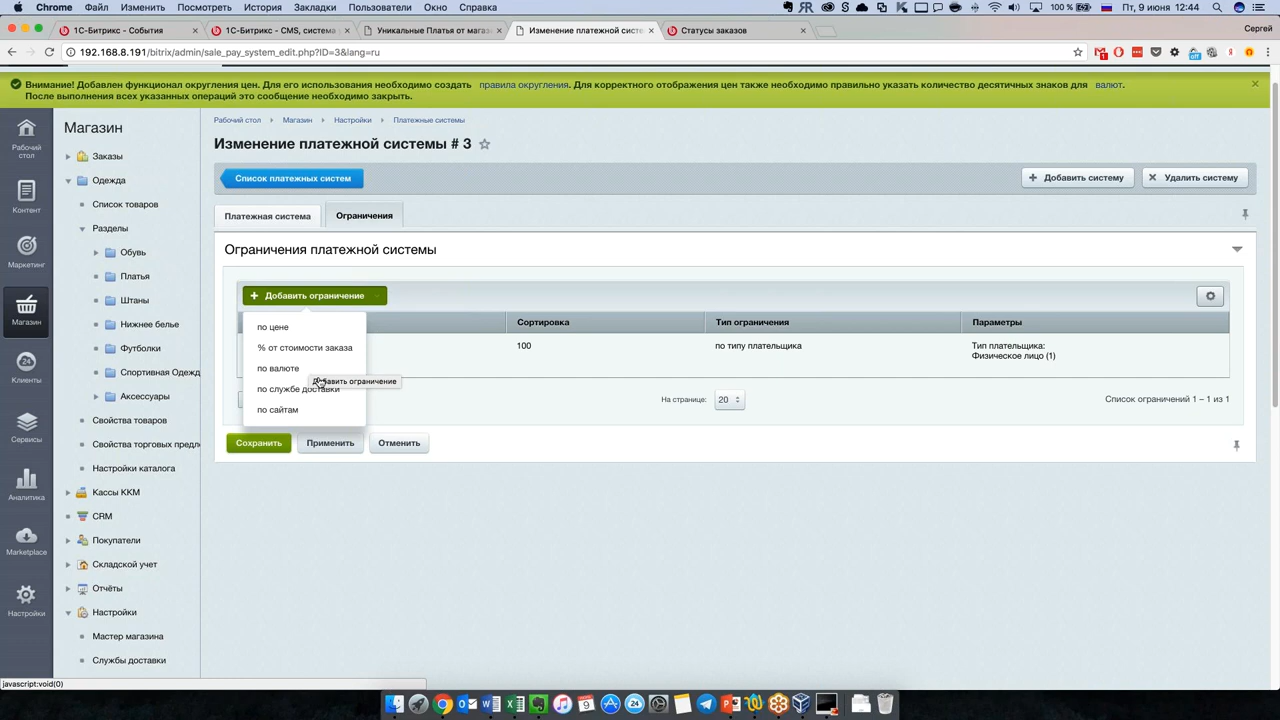 Chrome Файл Изменить Посмотреть История Закладки Пользователи Окно Справка 100 % Пт, 9 июня 12:44
1С-Битрикс - События
1С-Битрикс - CMS, система
Уникальные Платья от магаз
Изменение платежной систе
Статусы заказов
Сергей
192.168.8.191/bitrix/admin/sale_pay_system_edit.php?ID=3&lang=ru
Внимание! Добавлен функционал округления цен. Для его использования необходимо создать правила округления. Для корректного отображения цен также необходимо правильно указать количество десятичных знаков для валют.
После выполнения всех указанных операций это сообщение необходимо закрыть.
Рабочий стол
Контент
Маркетинг
Магазин
24
Клиенты
Сервисы
Аналитика
Marketplace
Настройки
Магазин
Заказы
Одежда
Список товаров
Разделы
Обувь
Платья
Штаны
Нижнее белье
Футболки
Спортивная Одежд
Аксессуары
Свойства товаров
Свойства торговых предл
Настройки каталога
Кассы ККМ
CRM
Покупатели
Складской учет
Отчёты
Настройки
Мастер магазина
Службы доставки
Рабочий стол Магазин Настройки Платежные системы
Изменение платежной системы # 3
Список платежных систем
Добавить систему
Удалить систему
Платежная система
Ограничения
Ограничения платежной системы
Добавить ограничение
Сортировка Тип ограничения Параметры
100 по типу плательщика Тип плательщика:
Физическое лицо (1)
по цене
% от стоимости заказа
по валюте
по службе доставки
по сайтам
На странице: 20
Список ограничений 1 – 1 из 1
Сохранить Применить Отменить
javascript:void(0)